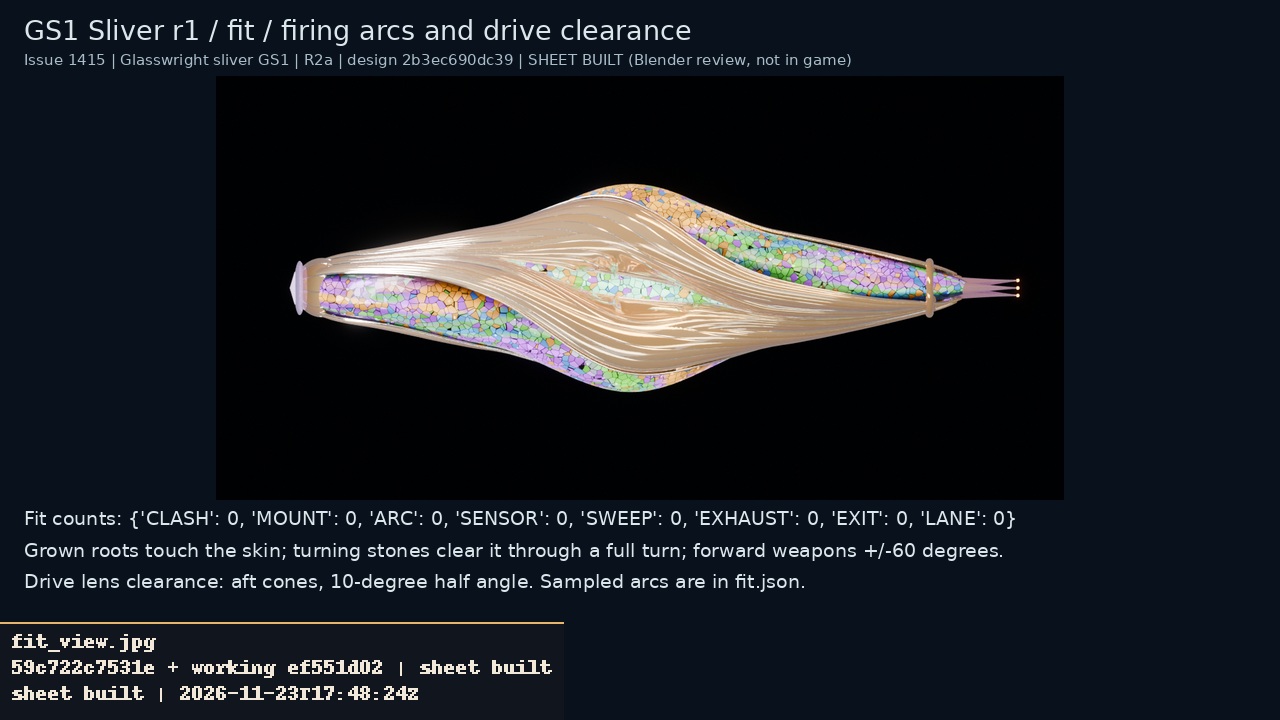 GS1 Sliver r1 / fit / firing arcs and drive clearance
Issue 1415 | Glasswright sliver GS1 | R2a | design 2b3ec690dc39 | SHEET BUILT (Blender review, not in game)
Fit counts: {'CLASH': 0, 'MOUNT': 0, 'ARC': 0, 'SENSOR': 0, 'SWEEP': 0, 'EXHAUST': 0, 'EXIT': 0, 'LANE': 0}
Grown roots touch the skin; turning stones clear it through a full turn; forward weapons +/-60 degrees.
Drive lens clearance: aft cones, 10-degree half angle. Sampled arcs are in fit.json.
fit_view.jpg
59c722c7531e + working ef551d02 | sheet built
sheet built | 2026-11-23T17:48:24Z